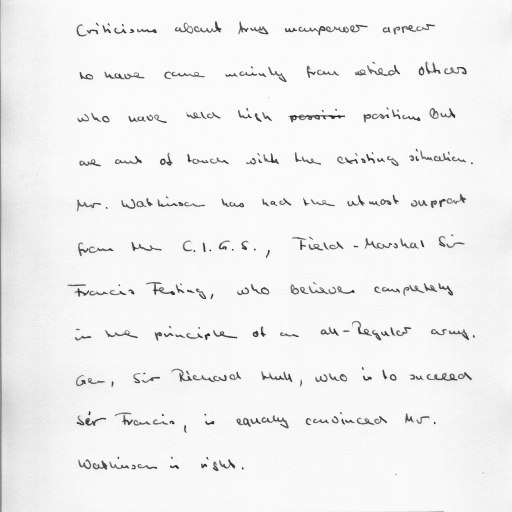 Criticisms about Army manpower appear
to have come mainly from retired officers
who have held high positions but
are out of touch with the existing situation.
Mr. Watkinson has had the utmost support
from the C.I.G.S., Field-Marshal Sir
Francis Festing, who believes completely
in the principle of an all-Regular army.
Gen, Sir Richard Hull, who is to succeed
Sir Francis, is equally convinced Mr.
Watkinson is right.